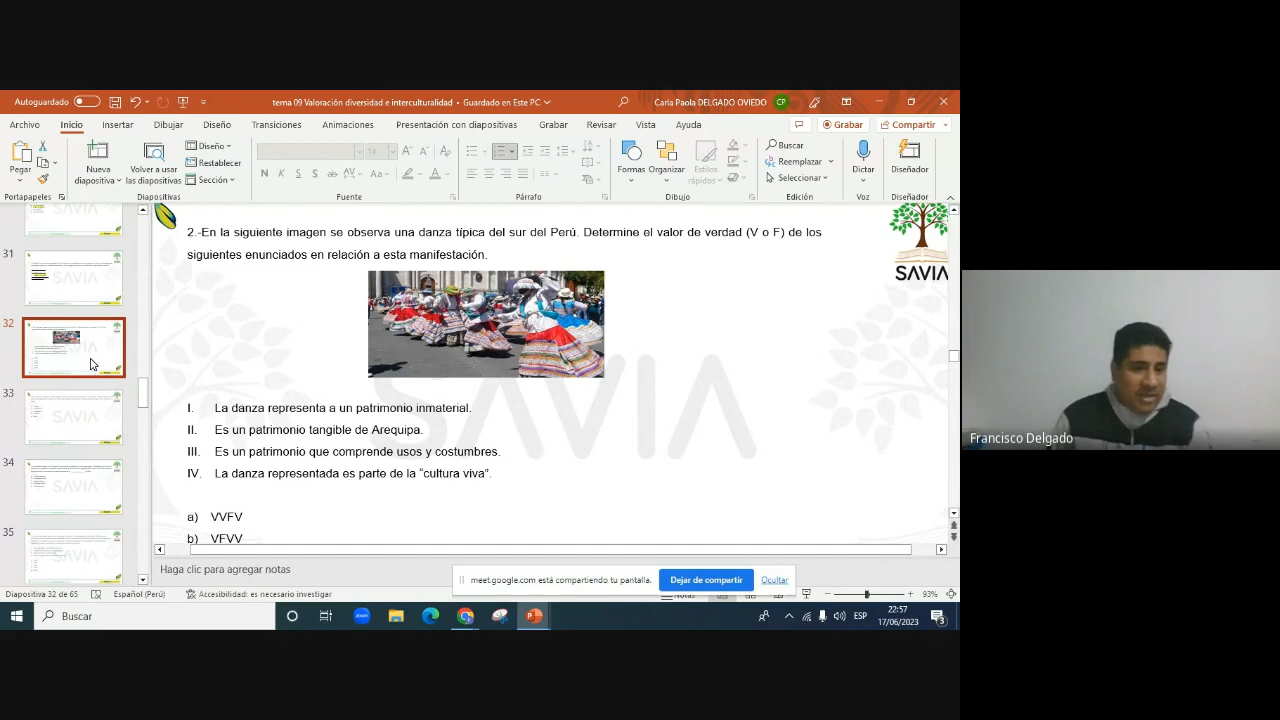 Autoguardado
tema 09 Valoración diversidad e interculturalidad • Guardado en Este PC
Carla Paola DELGADO OVIEDO
CP
Archivo Inicio Insertar Dibujar Diseño Transiciones Animaciones Presentación con diapositivas Grabar Revisar Vista Ayuda
Grabar
Compartir
Pegar
Nueva diapositiva
Volver a usar las diapositivas
Diseño
Restablecer
Sección
14
N K S S ab AV Aa A
Formas
Organizar
Estilos rápidos
Buscar
Reemplazar
Seleccionar
Dictar
Diseñador
Portapapeles Diapositivas Fuente Párrafo Dibujo Edición Voz Diseñador
31
32
33
34
35
2.-En la siguiente imagen se observa una danza típica del sur del Perú. Determine el valor de verdad (V o F) de los
siguientes enunciados en relación a esta manifestación.
SAVIA
SAVIA
I. La danza representa a un patrimonio inmaterial.
II. Es un patrimonio tangible de Arequipa.
III. Es un patrimonio que comprende usos y costumbres.
IV. La danza representada es parte de la “cultura viva”.
a) VVFV
b) VFVV
Haga clic para agregar notas
meet.google.com está compartiendo tu pantalla.
Dejar de compartir
Ocultar
Diapositiva 32 de 65
Español (Perú)
Accesibilidad: es necesario investigar
Notas
93%
Buscar
zoom
ESP
22:57
17/06/2023
3
Francisco Delgado